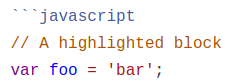 ```javascript
// A highlighted block
var foo = 'bar';